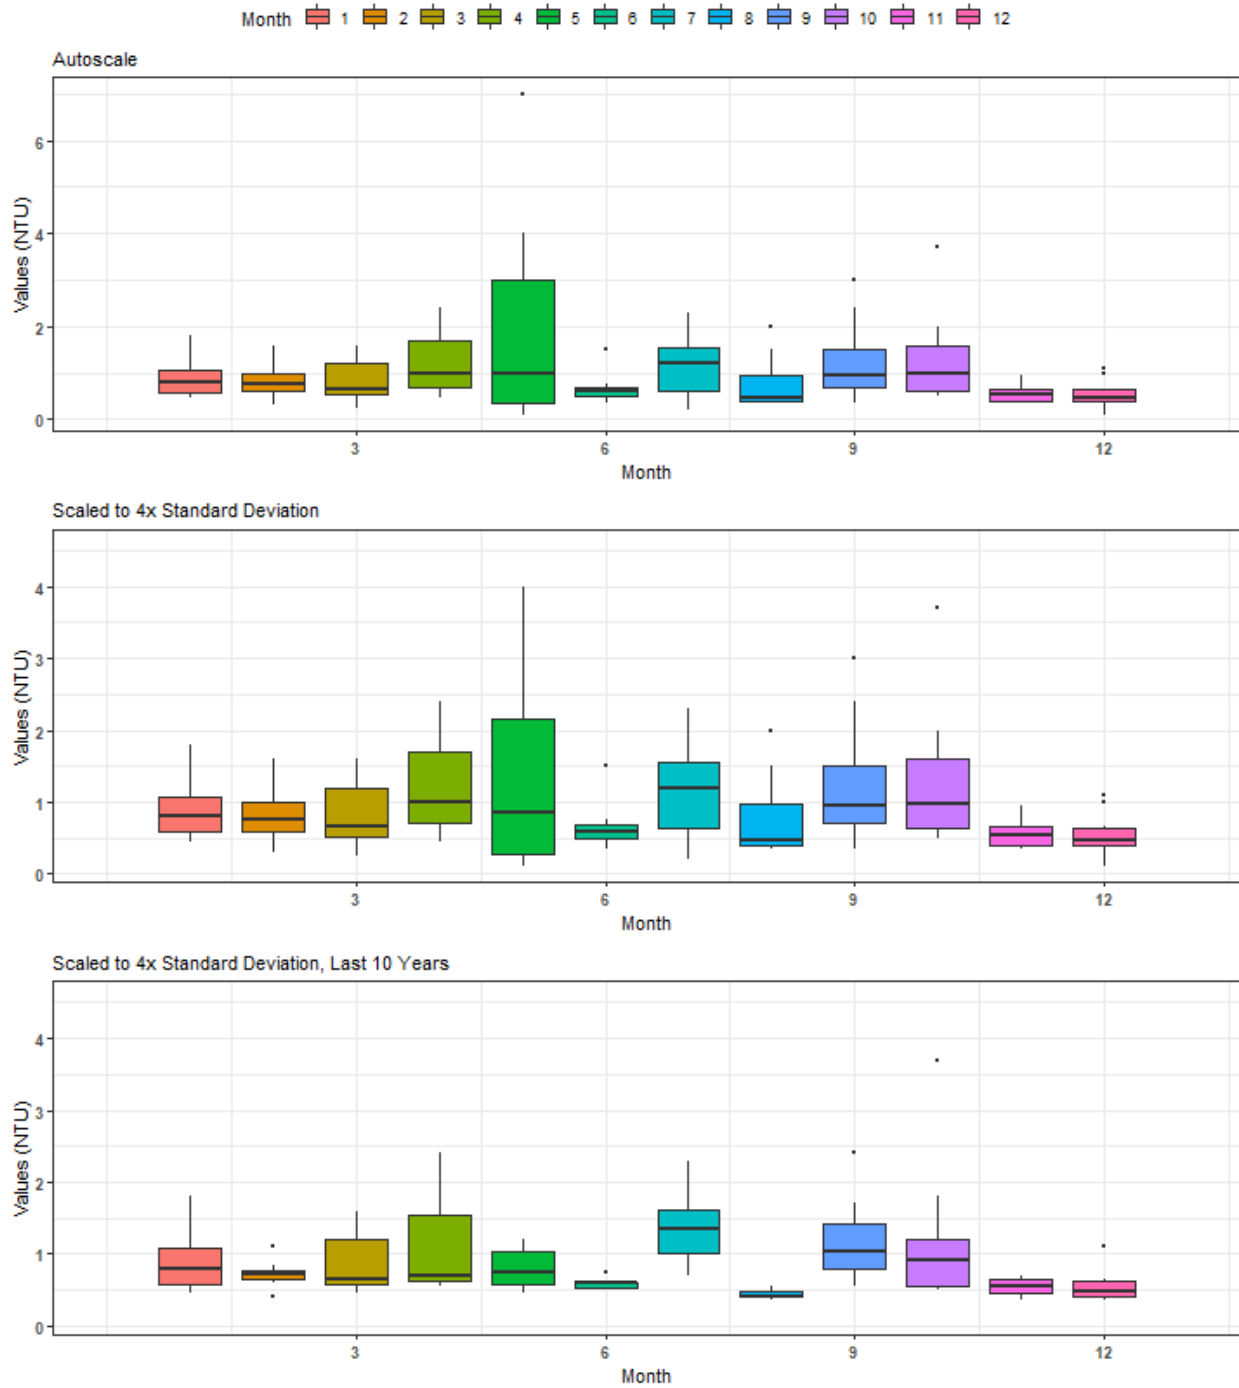 Month 1 2 3 4 5 6 7 8 9 10 11 12
Autoscale
Values (NTU)
6
4
2
0
3 6 9 12
Month
Scaled to 4x Standard Deviation
Values (NTU)
4
3
2
1
0
3 6 9 12
Month
Scaled to 4x Standard Deviation, Last 10 Years
Values (NTU)
4
3
2
1
0
3 6 9 12
Month